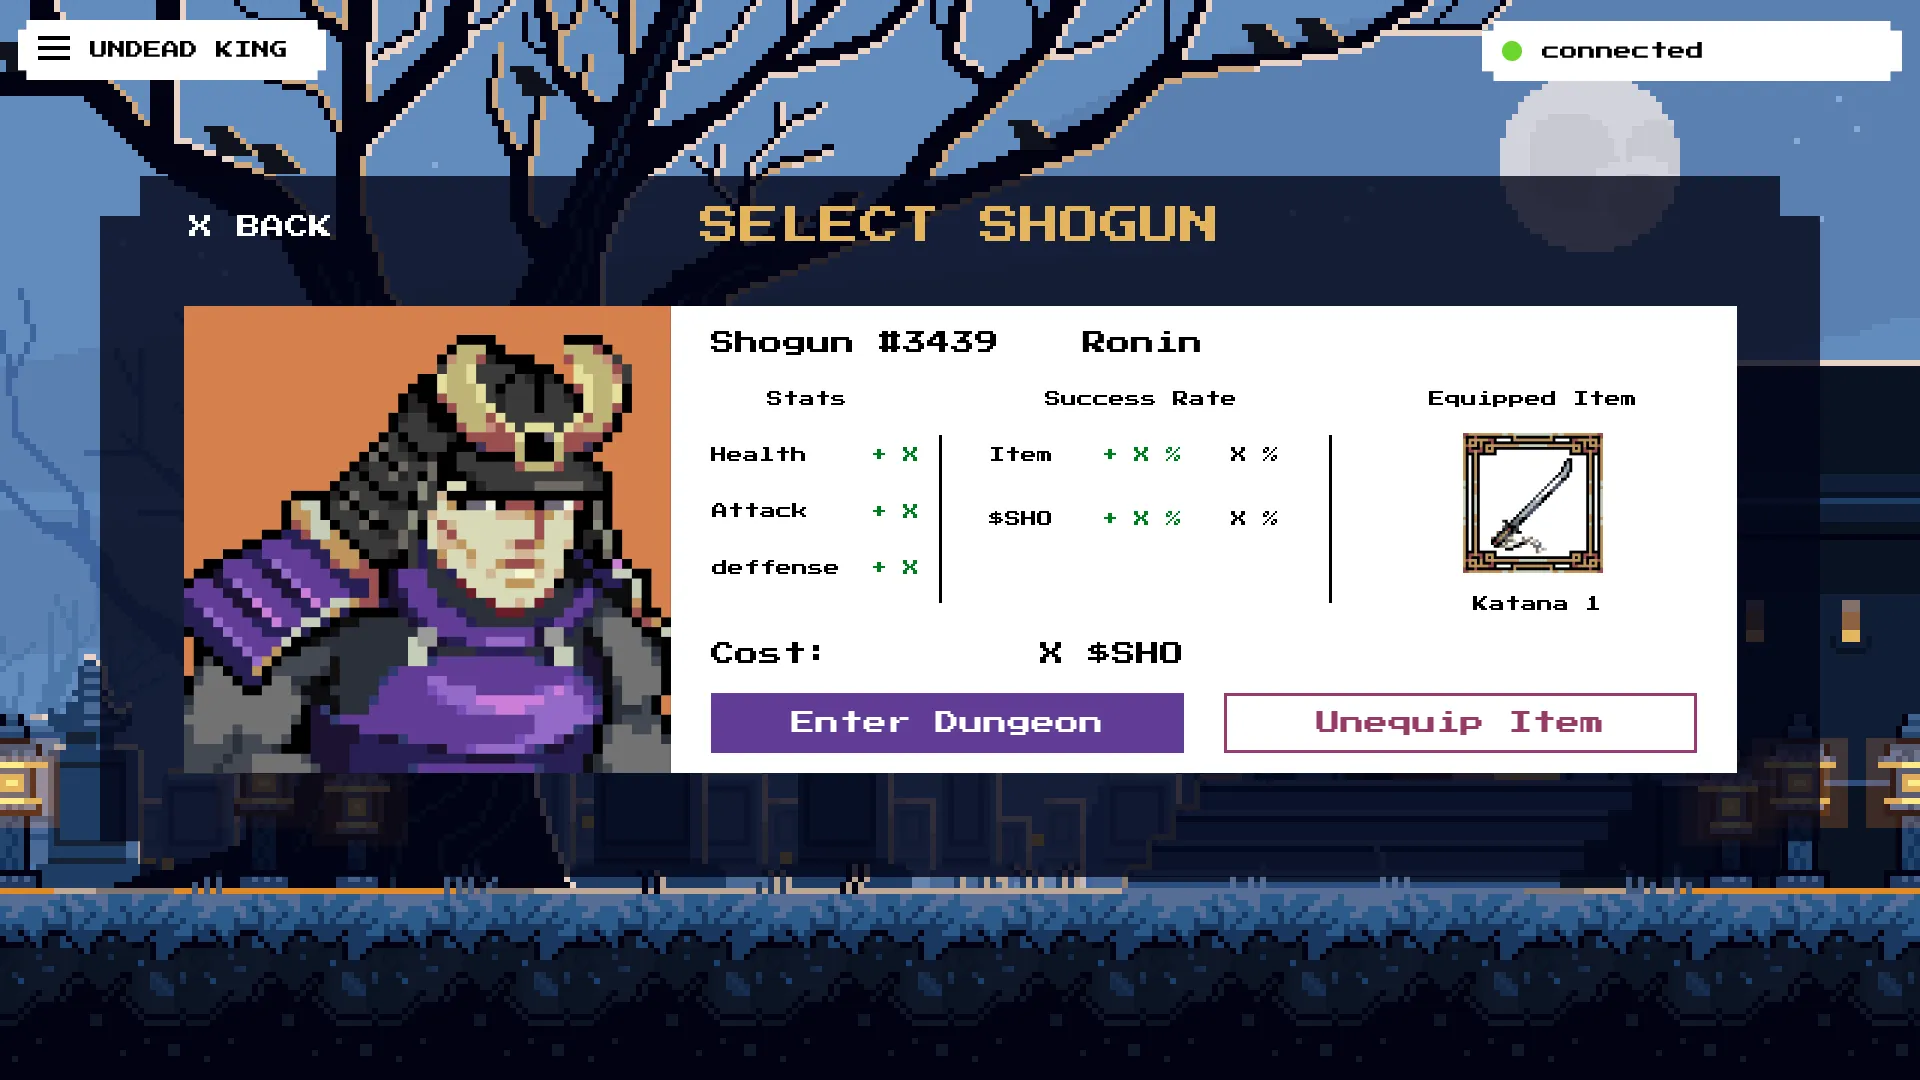 UNDEAD KING
connected
X BACK
SELECT SHOGUN
Shogun #3439 Ronin
Stats Success Rate Equipped Item
Health + X Item + X % X %
Attack + X $SHO + X % X %
deffense + X
Katana 1
Cost: X $SHO
Enter Dungeon Unequip Item